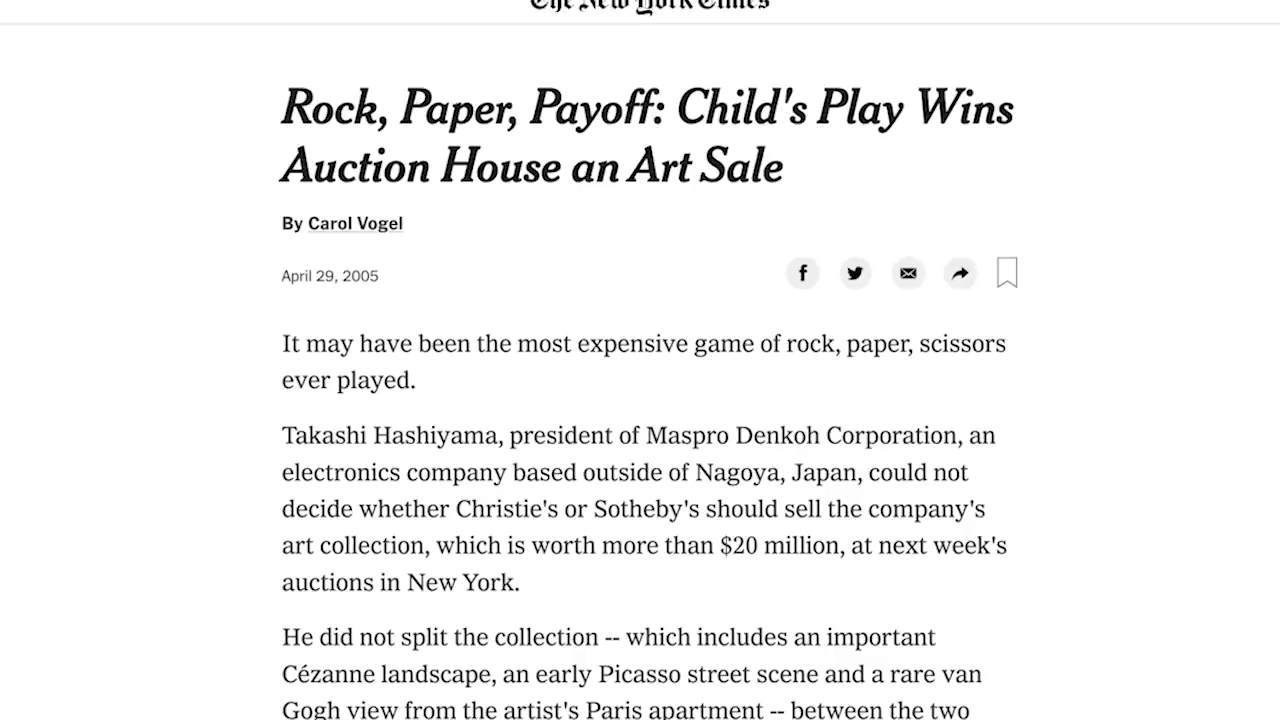 The New York Times
Rock, Paper, Payoff: Child's Play Wins
Auction House an Art Sale
By Carol Vogel
April 29, 2005
It may have been the most expensive game of rock, paper, scissors
ever played.
Takashi Hashiyama, president of Maspro Denkoh Corporation, an
electronics company based outside of Nagoya, Japan, could not
decide whether Christie's or Sotheby's should sell the company's
art collection, which is worth more than $20 million, at next week's
auctions in New York.
He did not split the collection -- which includes an important
Cézanne landscape, an early Picasso street scene and a rare van
Gogh view from the artist's Paris apartment -- between the two